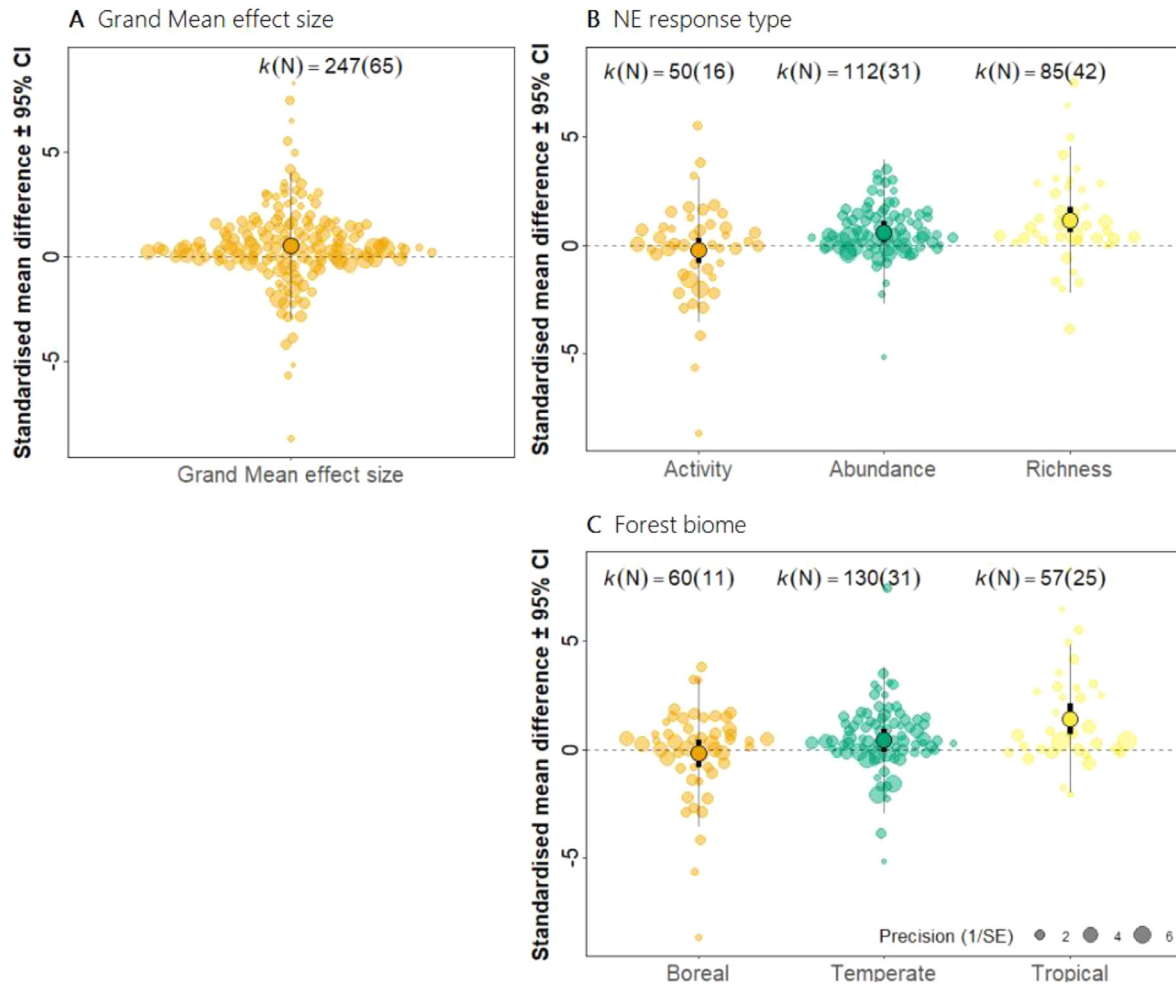 A Grand Mean effect size
k(N) = 247(65)
Standardised mean difference ± 95% CI
5
0
-5
Grand Mean effect size
B NE response type
k(N) = 50(16) k(N) = 112(31) k(N) = 85(42)
Standardised mean difference ± 95% CI
5
0
-5
Activity Abundance Richness
C Forest biome
k(N) = 60(11) k(N) = 130(31) k(N) = 57(25)
Standardised mean difference ± 95% CI
5
0
-5
Precision (1/SE) 2 4 6
Boreal Temperate Tropical